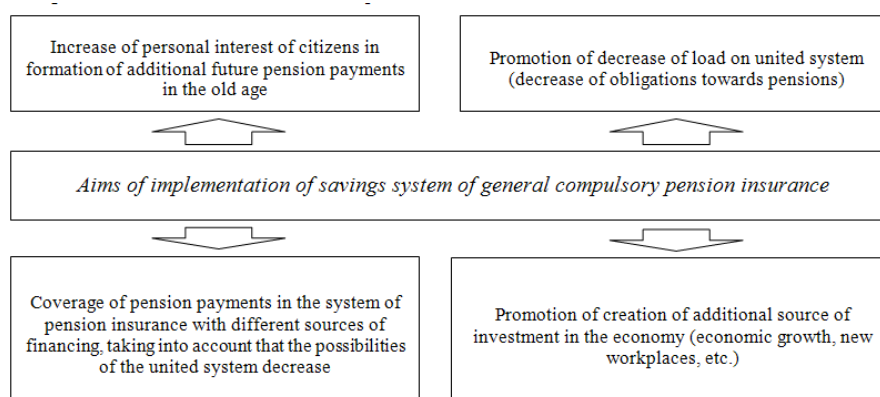 Increase of personal interest of citizens in
formation of additional future pension payments
in the old age
Promotion of decrease of load on united system
(decrease of obligations towards pensions)
Aims of implementation of savings system of general compulsory pension insurance
Coverage of pension payments in the system of
pension insurance with different sources of
financing, taking into account that the possibilities
of the united system decrease
Promotion of creation of additional source of
investment in the economy (economic growth, new
workplaces, etc.)